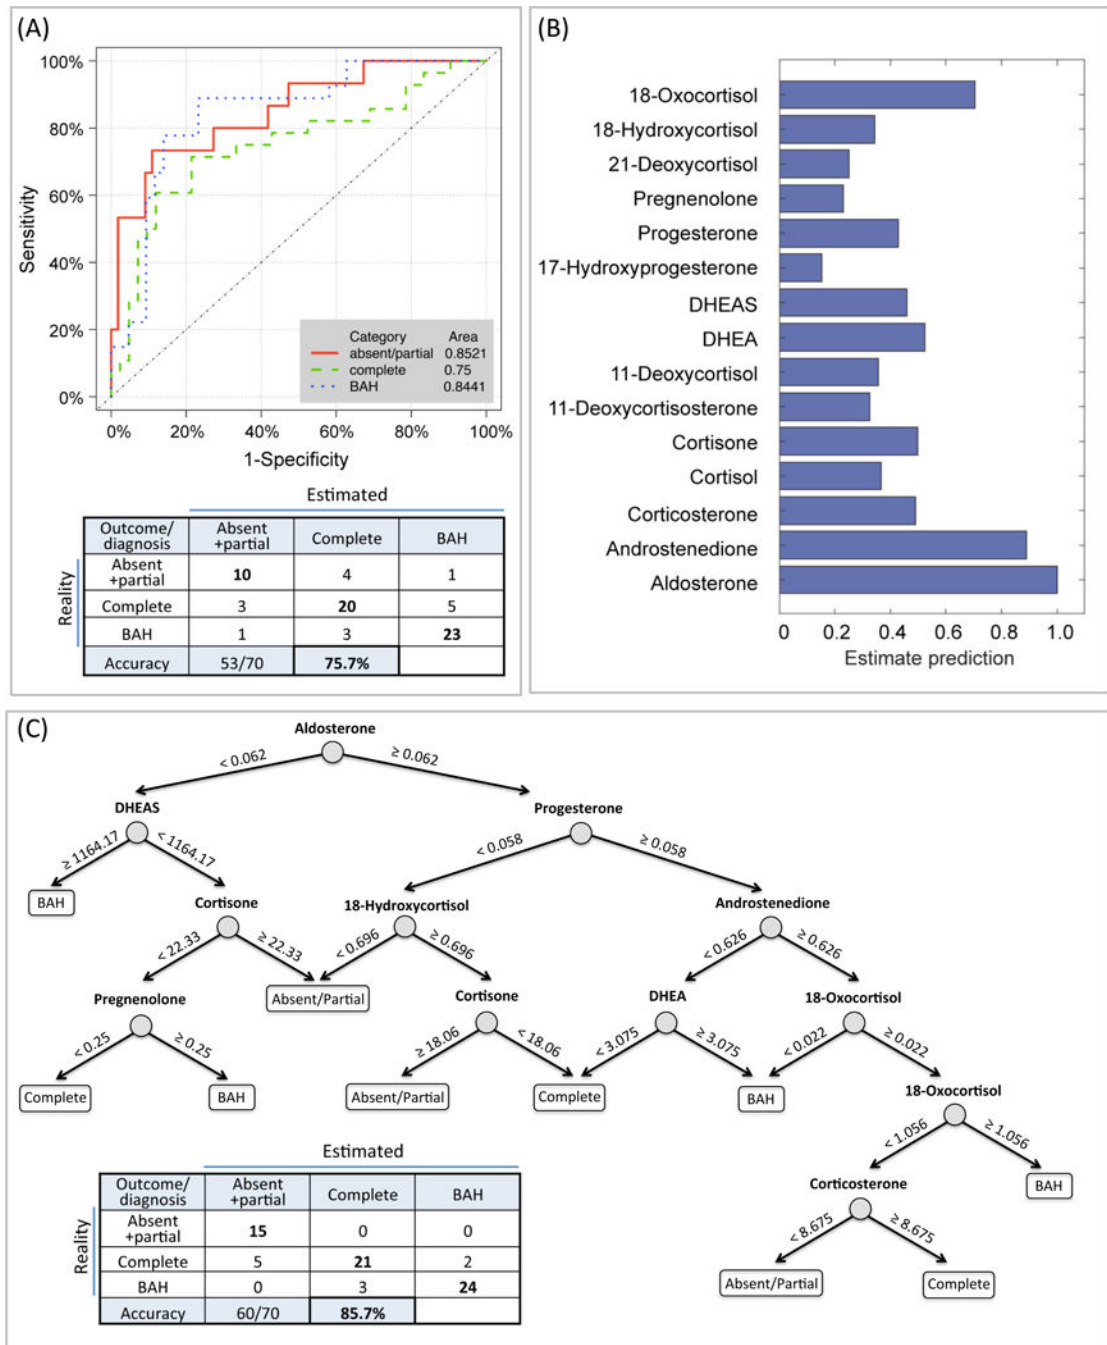 (A)
100%
80%
60%
40%
20%
0%
Sensitivity
Category Area
absent/partial 0.8521
complete 0.75
BAH 0.8441
0% 20% 40% 60% 80% 100%
1-Specificity
Estimated
Reality
Outcome/ diagnosis Absent +partial Complete BAH
Absent +partial 10 4 1
Complete 3 20 5
BAH 1 3 23
Accuracy 53/70 75.7%
(B)
18-Oxocortisol
18-Hydroxycortisol
21-Deoxycortisol
Pregnenolone
Progesterone
17-Hydroxyprogesterone
DHEAS
DHEA
11-Deoxycortisol
11-Deoxycortisosterone
Cortisone
Cortisol
Corticosterone
Androstenedione
Aldosterone
0 0.2 0.4 0.6 0.8 1.0
Estimate prediction
(C)
Aldosterone
< 0.062 ≥ 0.062
DHEAS Progesterone
≥ 1164.17 < 1164.17 < 0.058 ≥ 0.058
BAH Cortisone 18-Hydroxycortisol Androstenedione
< 22.33 ≥ 22.33 < 0.696 ≥ 0.696 < 0.626 ≥ 0.626
Pregnenolone Absent/Partial Cortisone DHEA 18-Oxocortisol
< 0.25 ≥ 0.25 ≥ 18.06 < 18.06 < 3.075 ≥ 3.075 < 0.022 ≥ 0.022
Complete BAH Absent/Partial Complete BAH 18-Oxocortisol
< 1.056 ≥ 1.056
Corticosterone BAH
< 8.675 ≥ 8.675
Absent/Partial Complete
Estimated
Reality
Outcome/ diagnosis Absent +partial Complete BAH
Absent +partial 15 0 0
Complete 5 21 2
BAH 0 3 24
Accuracy 60/70 85.7%